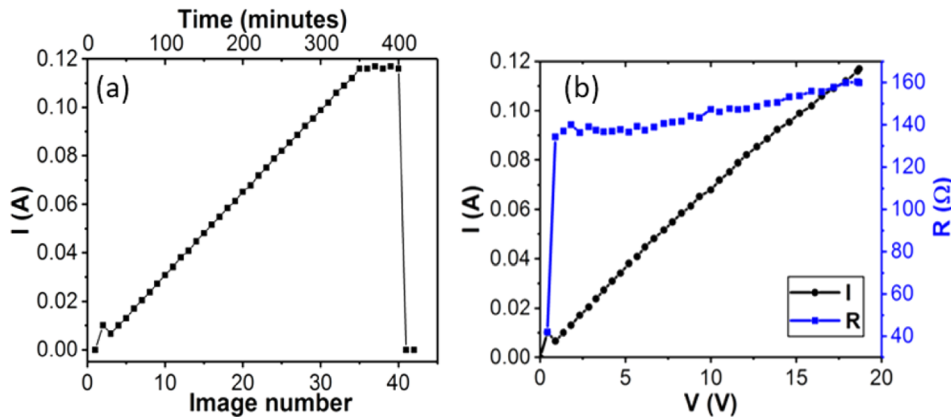 Time (minutes)
0 100 200 300 400
(a)
I (A)
0.12
0.10
0.08
0.06
0.04
0.02
0.00
0 10 20 30 40
Image number
(b)
I (A)
0.12
0.10
0.08
0.06
0.04
0.02
0.00
0 5 10 15 20
V (V)
R (Ω)
160
140
120
100
80
60
40
I
R